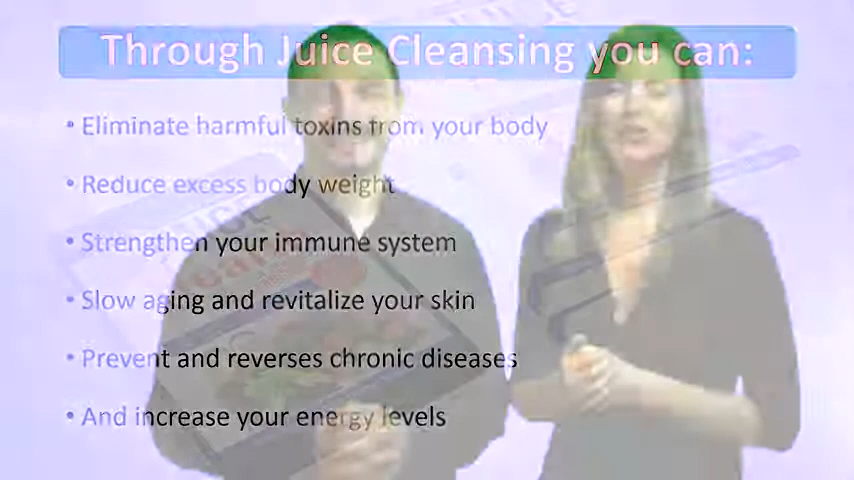 Through Juice Cleansing you can:
• Eliminate harmful toxins from your body
• Reduce excess body weight
• Strengthen your immune system
• Slow aging and revitalize your skin
• Prevent and reverses chronic diseases
• And increase your energy levels